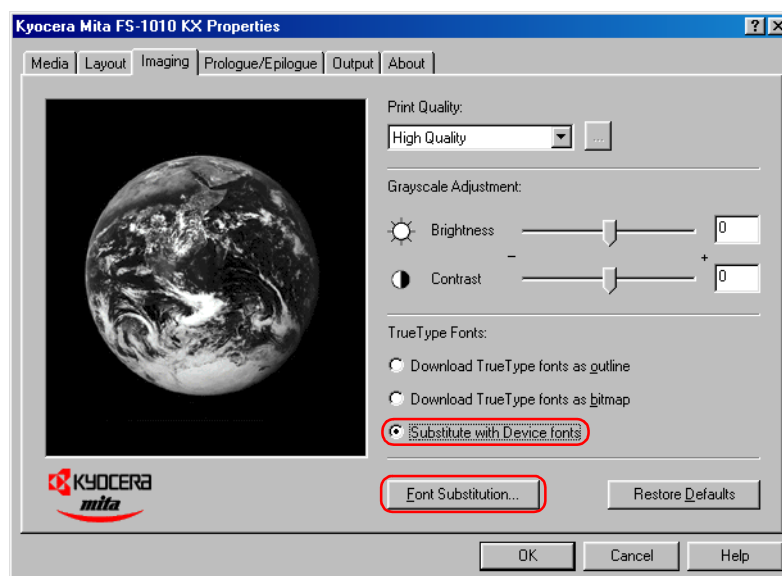 Kyocera Mita FS-1010 KX Properties
Media Layout Imaging Prologue/Epilogue Output About
Print Quality:
High Quality ...
Grayscale Adjustment:
Brightness 0
- +
Contrast 0
TrueType Fonts:
Download TrueType fonts as outline
Download TrueType fonts as bitmap
Substitute with Device fonts
KYOCERA
mita
Font Substitution... Restore Defaults
OK Cancel Help